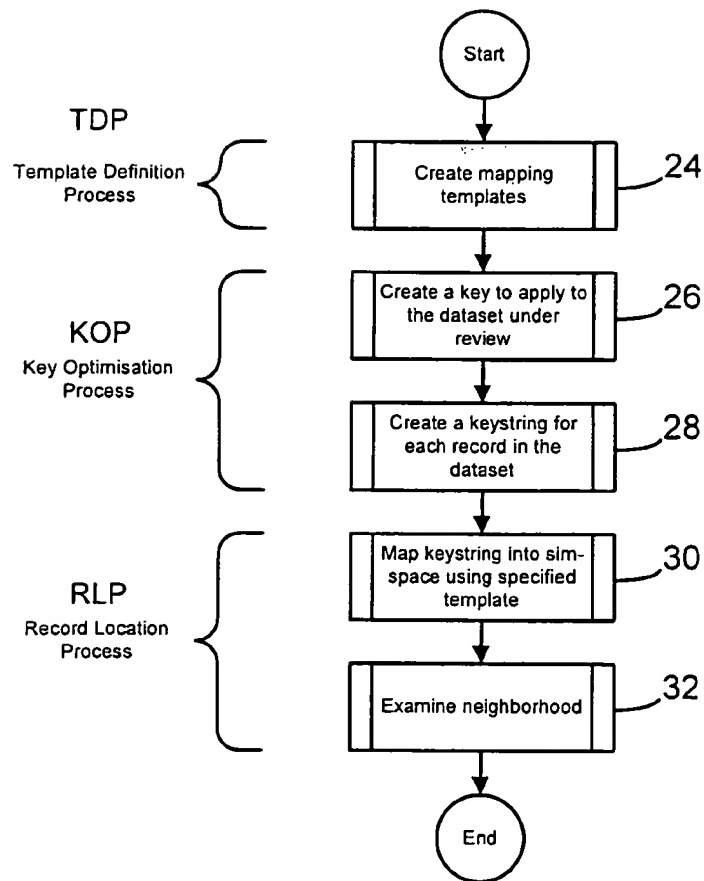 Start
TDP
Template Definition
Process
Create mapping
templates
24
KOP
Key Optimisation
Process
Create a key to apply to
the dataset under
review
26
Create a keystring for
each record in the
dataset
28
RLP
Record Location
Process
Map keystring into sim-
space using specified
template
30
Examine neighborhood
32
End